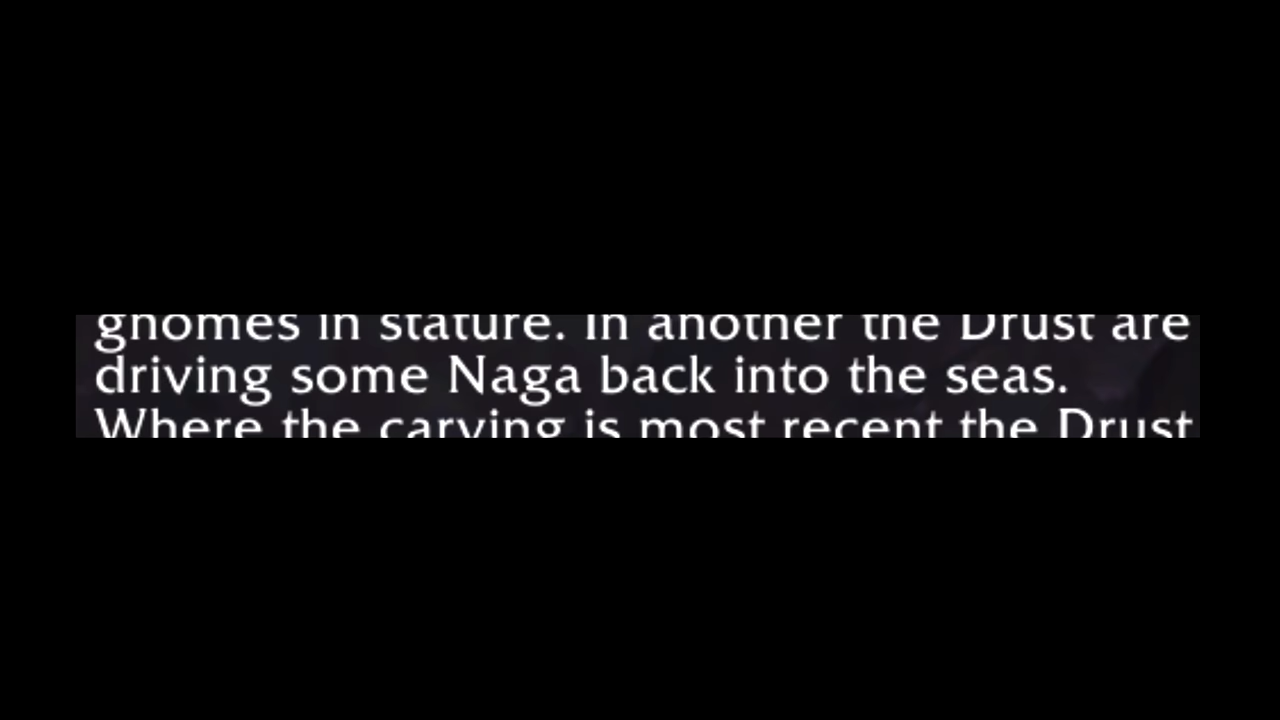 gnomes in stature. In another the Drust are
driving some Naga back into the seas.
Where the carving is most recent the Drust